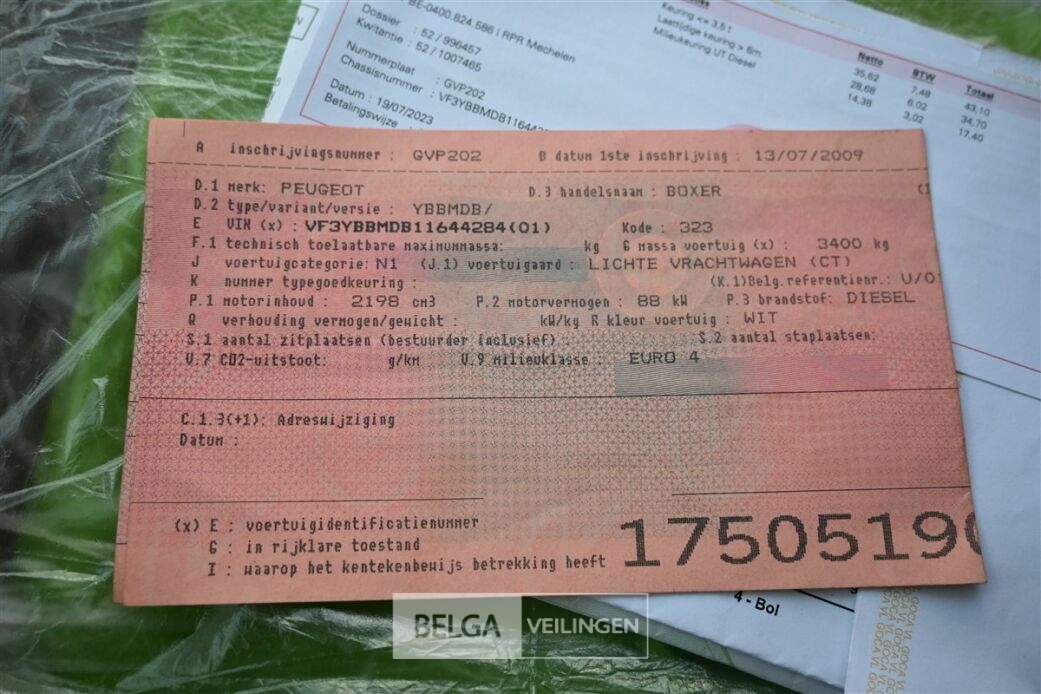 BE-0400.824.586 | RPR Mechelen
Dossier : 52 / 996457
Kwitantie : 52 / 1007465
Nummerplaat : GVP202
Chassisnummer : VF3YBBMDB11644
Datum : 19/07/2023
Betalingswijze
Keuring <= 3,5 t
Laattijdige keuring > 6m.
Milieukeuring UT Diesel
Netto BTW Totaal
35,62 7,48 43,10
28,68 6,02 34,70
14,38 3,02 17,40
A inschrijvingsnummer : GVP202 B datum 1ste inschrijving : 13/07/2009
D.1 merk: PEUGEOT D.3 handelsnaam : BOXER
D.2 type/variant/versie : YBBMDB/
E VIN (x) : VF3YBBMDB11644284(01) Kode : 323
F.1 technisch toelaatbare maximummassa: kg G massa voertuig (x) : 3400 kg
J voertuigcategorie: N1 (J.1) voertuigaard : LICHTE VRACHTWAGEN (CT)
K nummer typegoedkeuring : (K.1)Belg.referentienr.: U/0
P.1 motorinhoud : 2198 cm3 P.2 motorvermogen : 88 kW P.3 brandstof: DIESEL
Q verhouding vermogen/gewicht : kW/kg R kleur voertuig : WIT
S.1 aantal zitplaatsen (bestuurder inclusief) : S.2 aantal staplaatsen:
V.7 CO2-uitstoot: g/km V.9 milieuklasse : EURO 4
C.1.3(+1): Adreswijziging
Datum :
(x) E : voertuigidentificatienummer
G : in rijklare toestand
I : waarop het kentekenbewijs betrekking heeft
1750519
4 - Bol
BELGA VEILINGEN
GOCA VL GOCA VL